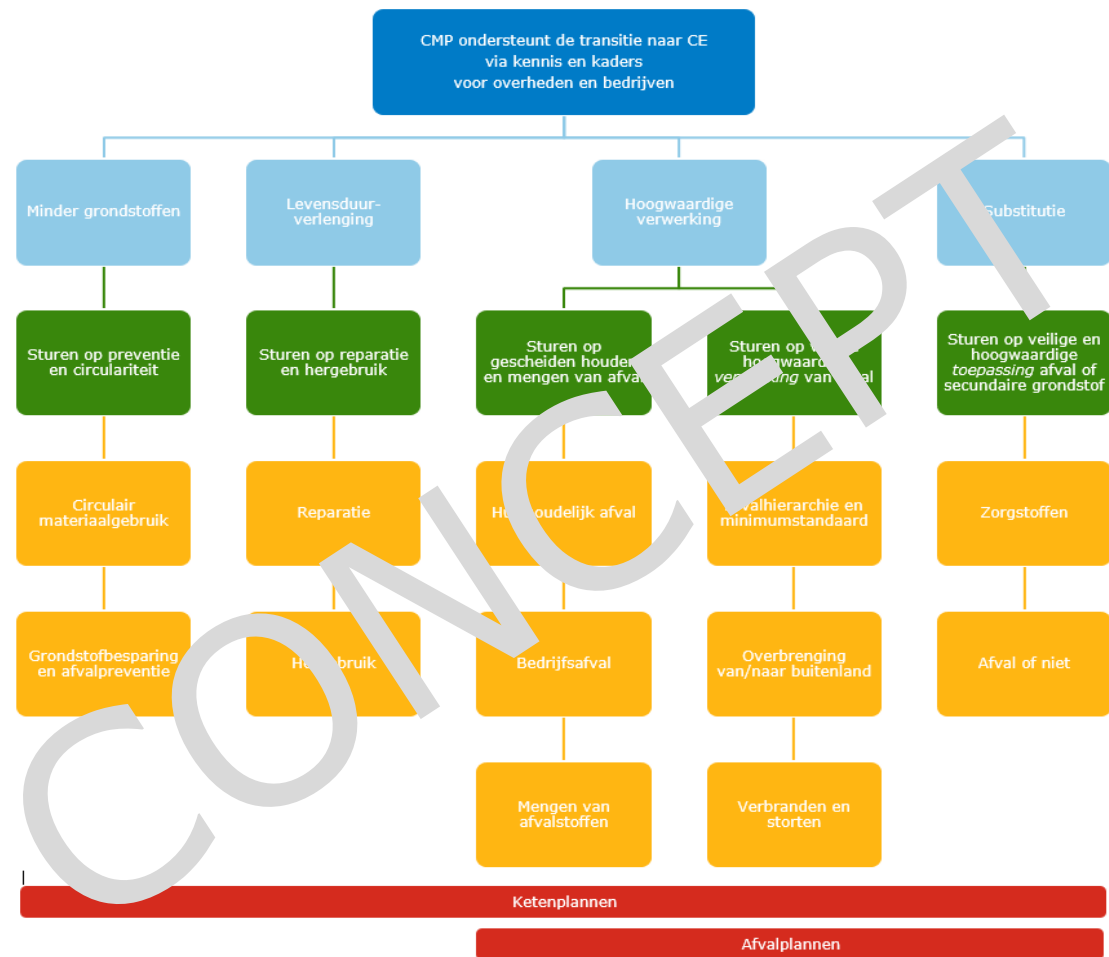 CMP ondersteunt de transitie naar CE
via kennis en kaders
voor overheden en bedrijven
Minder grondstoffen
Levensduur-
verlenging
Hoogwaardige
verwerking
Substitutie
Sturen op preventie
en circulariteit
Sturen op reparatie
en hergebruik
Sturen op
gescheiden houden
en mengen van afval
Sturen op
hoogwaardige
van
Sturen op veilige en
hoogwaardige
toepassing afval of
secundaire grondstof
Circulair
materiaalgebruik
Reparatie
afval
en
minimumstandaard
Zorgstoffen
Grondstofbesparing
en afvalpreventie
Hergebruik
Bedrijfsafval
Overbrenging
van/naar buitenland
Afval of niet
Mengen van
afvalstoffen
Verbranden en
storten
Ketenplannen
Afvalplannen
CONCEPT